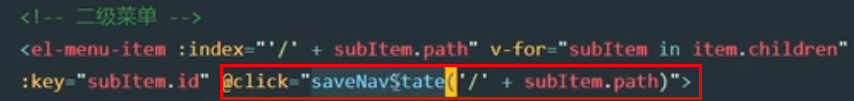 <!-- 二级菜单 -->
<el-menu-item :index="'/' + subItem.path" v-for="subItem in item.children"
:key="subItem.id" @click="saveNavState('/' + subItem.path)">